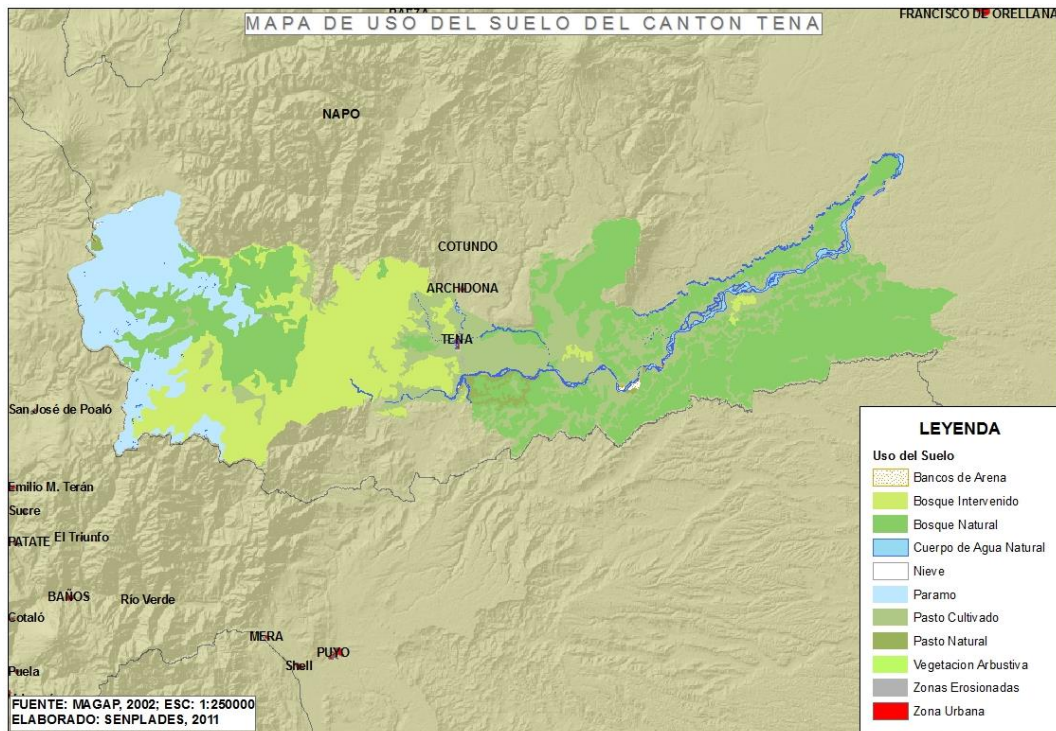 BAEZA
MAPA DE USO DEL SUELO DEL CANTON TENA
FRANCISCO DE ORELLANA
NAPO
COTUNDO
ARCHIDONA
TENA
San José de Poaló
Emilio M. Terán
Sucre
PATATE
El Triunfo
BAÑOS
Río Verde
Cotaló
MERA
PUYO
Shell
Puela
LEYENDA
Uso del Suelo
Bancos de Arena
Bosque Intervenido
Bosque Natural
Cuerpo de Agua Natural
Nieve
Paramo
Pasto Cultivado
Pasto Natural
Vegetacion Arbustiva
Zonas Erosionadas
Zona Urbana
FUENTE: MAGAP, 2002; ESC: 1:250000
ELABORADO: SENPLADES, 2011